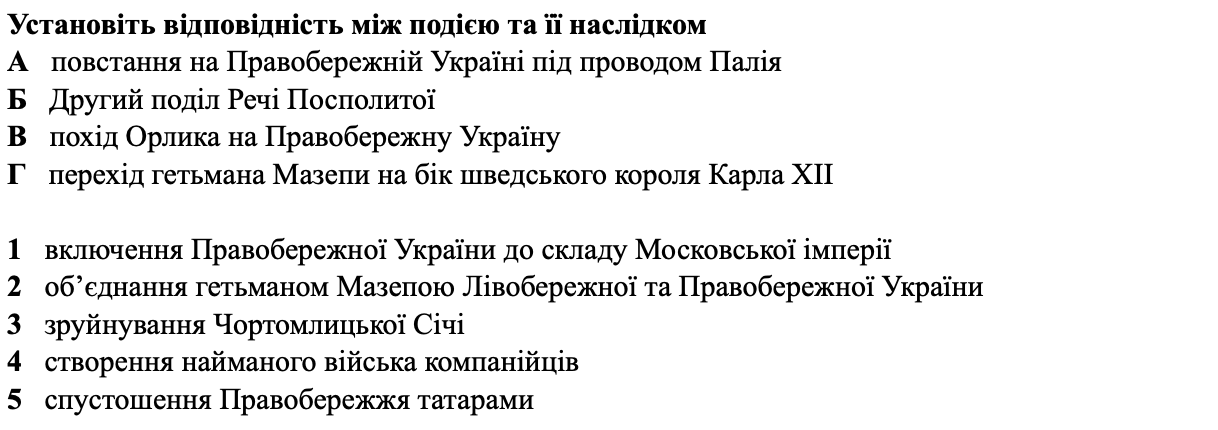 Установіть відповідність між подією та її наслідком
А повстання на Правобережній Україні під проводом Палія
Б Другий поділ Речі Посполитої
В похід Орлика на Правобережну Україну
Г перехід гетьмана Мазепи на бік шведського короля Карла XII
1 включення Правобережної України до складу Московської імперії
2 об’єднання гетьманом Мазепою Лівобережної та Правобережної України
3 зруйнування Чортомлицької Січі
4 створення найманого війська компанійців
5 спустошення Правобережжя татарами